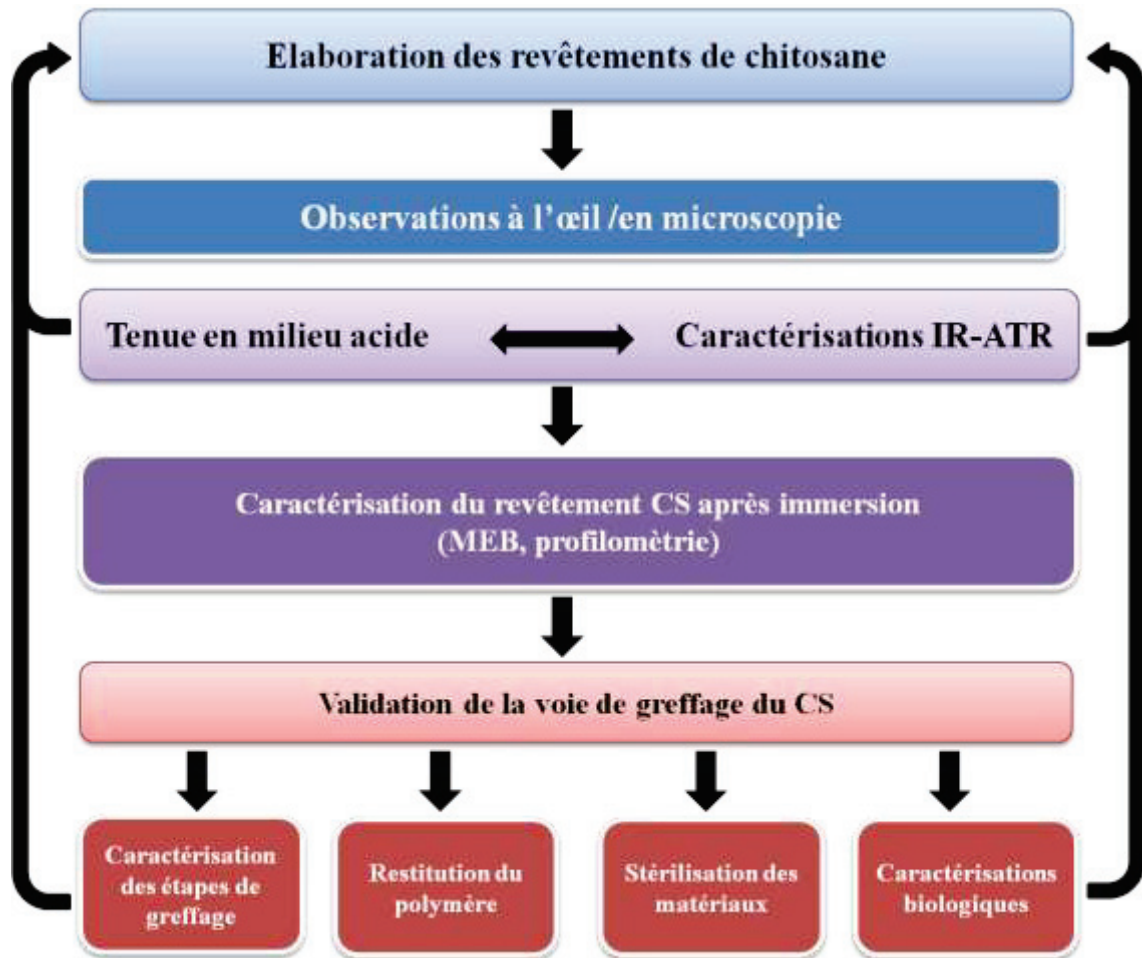 Elaboration des revêtements de chitosane
Observations à l'œil /en microscopie
Tenue en milieu acide
Caractérisations IR-ATR
Caractérisation du revêtement CS après immersion
(MEB, profilomètrie)
Validation de la voie de greffage du CS
Caractérisation
des étapes de
greffage
Restitution du
polymère
Stérilisation des
matériaux
Caractérisations
biologiques